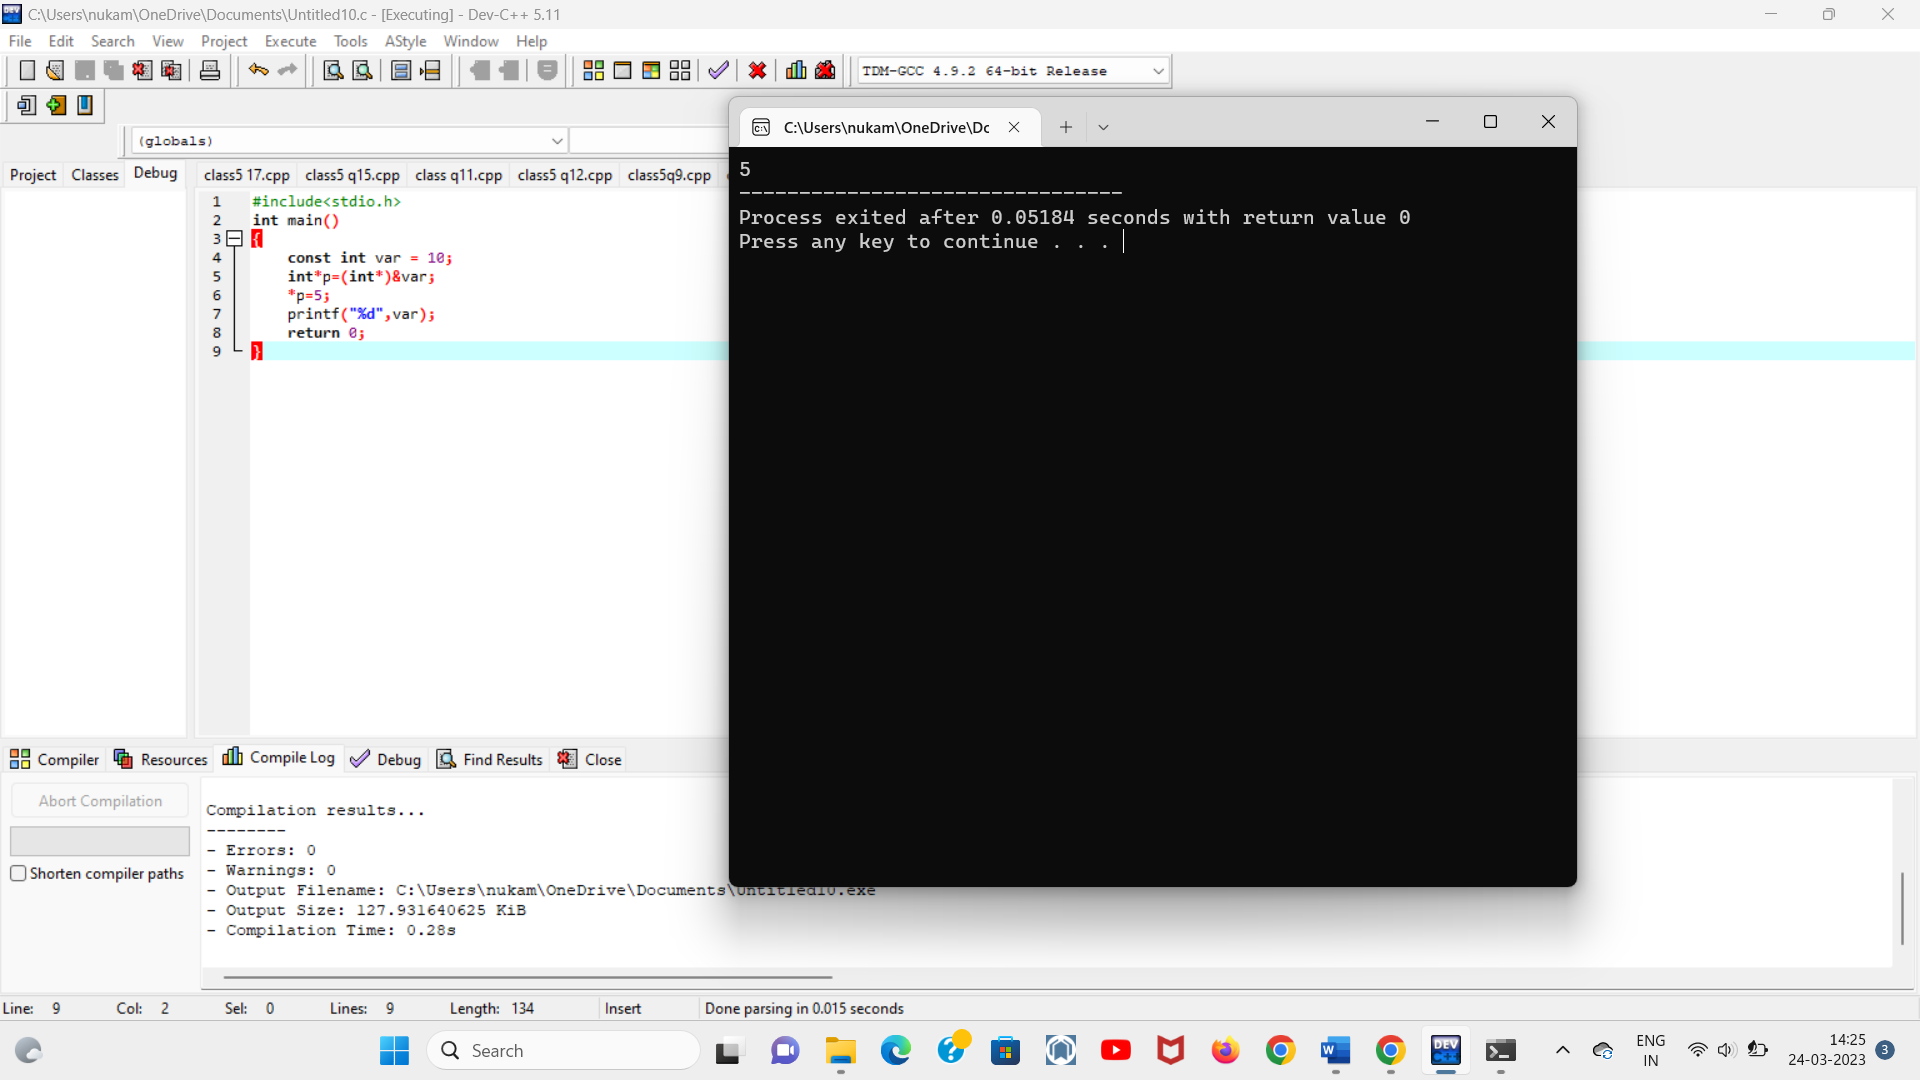 C:\Users\nukam\OneDrive\Documents\Untitled10.c - [Executing] - Dev-C++ 5.11
File Edit Search View Project Execute Tools AStyle Window Help
TDM-GCC 4.9.2 64-bit Release
(globals)
Project Classes Debug
class5 17.cpp class5 q15.cpp class q11.cpp class5 q12.cpp class5q9.cpp
1 #include<stdio.h>
2 int main()
3 {
4 const int var = 10;
5 int*p=(int*)&var;
6 *p=5;
7 printf("%d",var);
8 return 0;
9 }
C:\Users\nukam\OneDrive\Dc
5
--------------------------------
Process exited after 0.05184 seconds with return value 0
Press any key to continue . . .
Compiler Resources Compile Log Debug Find Results Close
Abort Compilation
Shorten compiler paths
Compilation results...
--------
- Errors: 0
- Warnings: 0
- Output Filename: C:\Users\nukam\OneDrive\Documents\Untitled10.exe
- Output Size: 127.931640625 KiB
- Compilation Time: 0.28s
Line: 9 Col: 2 Sel: 0 Lines: 9 Length: 134 Insert Done parsing in 0.015 seconds
Search
DEV
C++
ENG
IN
14:25
24-03-2023
3